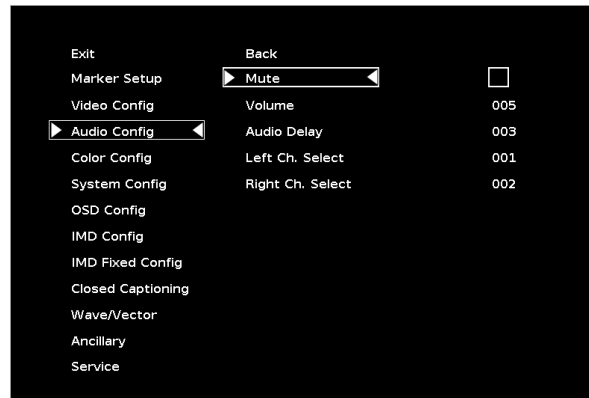 Exit Back
Marker Setup Mute
Video Config Volume 005
Audio Config Audio Delay 003
Color Config Left Ch. Select 001
System Config Right Ch. Select 002
OSD Config
IMD Config
IMD Fixed Config
Closed Captioning
Wave/Vector
Ancillary
Service